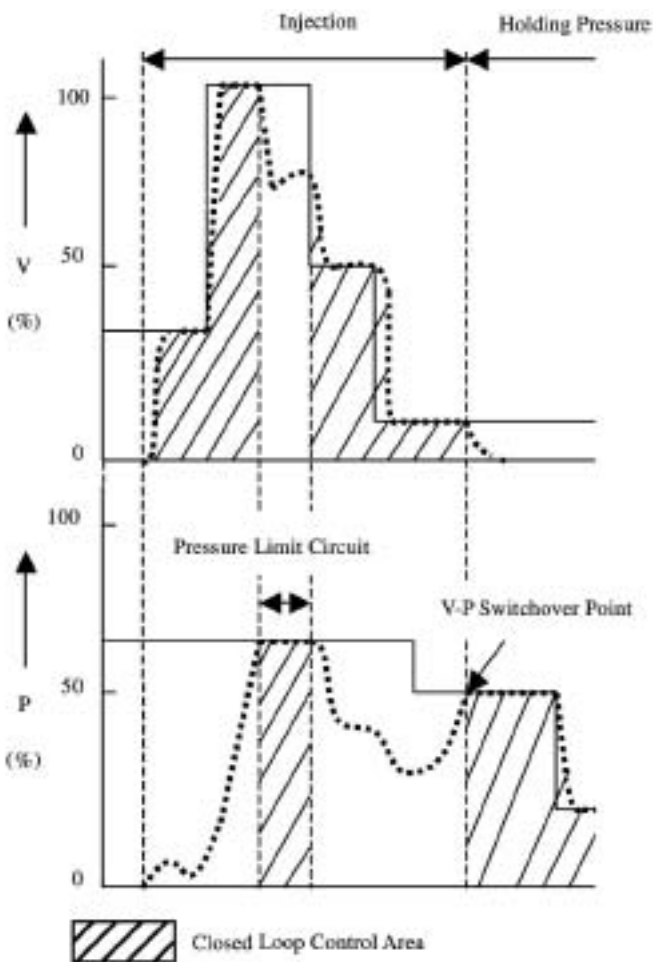 Injection
Holding Pressure
100
V
50
(%)
0
100
Pressure Limit Circuit
V-P Switchover Point
P
50
(%)
0
Closed Loop Control Area